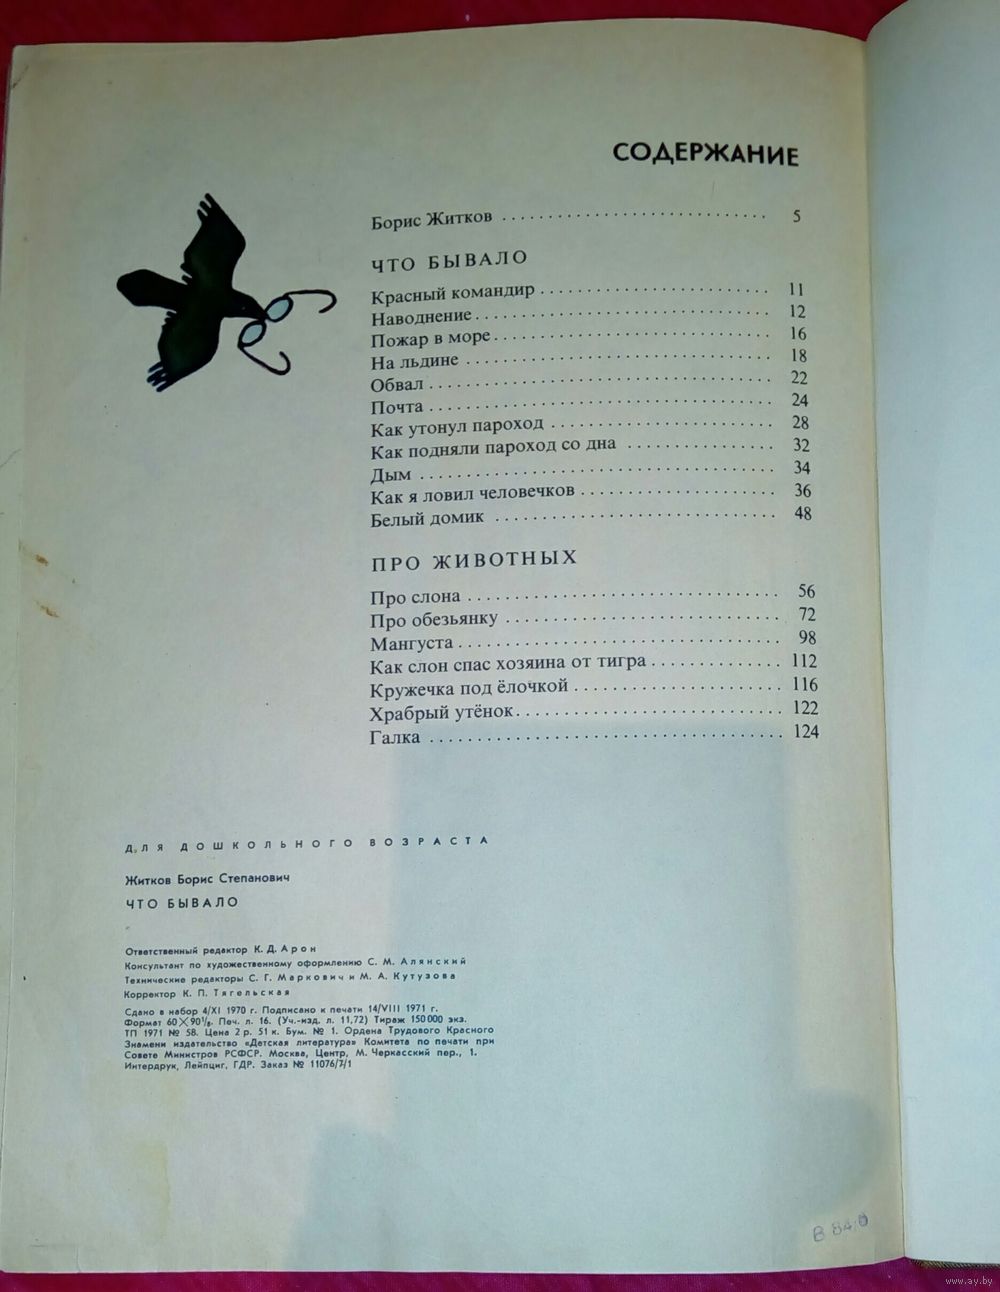 СОДЕРЖАНИЕ
Борис Житков . . . . . . . . . . . . . . . . . . . . . . . . . . . . 5
ЧТО БЫВАЛО
Красный командир . . . . . . . . . . . . . . . . . . . . . . . . 11
Наводнение . . . . . . . . . . . . . . . . . . . . . . . . . . . . . . 12
Пожар в море . . . . . . . . . . . . . . . . . . . . . . . . . . . . 16
На льдине . . . . . . . . . . . . . . . . . . . . . . . . . . . . . . . 18
Обвал . . . . . . . . . . . . . . . . . . . . . . . . . . . . . . . . . . 22
Почта . . . . . . . . . . . . . . . . . . . . . . . . . . . . . . . . . . 24
Как утонул пароход . . . . . . . . . . . . . . . . . . . . . . . 28
Как подняли пароход со дна . . . . . . . . . . . . . . . 32
Дым . . . . . . . . . . . . . . . . . . . . . . . . . . . . . . . . . . . 34
Как я ловил человечков . . . . . . . . . . . . . . . . . . . . 36
Белый домик . . . . . . . . . . . . . . . . . . . . . . . . . . . . 48
ПРО ЖИВОТНЫХ
Про слона . . . . . . . . . . . . . . . . . . . . . . . . . . . . . . . 56
Про обезьянку . . . . . . . . . . . . . . . . . . . . . . . . . . . 72
Мангуста . . . . . . . . . . . . . . . . . . . . . . . . . . . . . . . . 98
Как слон спас хозяина от тигра . . . . . . . . . . . . . 112
Кружечка под ёлочкой . . . . . . . . . . . . . . . . . . . . 116
Храбрый утёнок . . . . . . . . . . . . . . . . . . . . . . . . . . 122
Галка . . . . . . . . . . . . . . . . . . . . . . . . . . . . . . . . . . 124
ДЛЯ ДОШКОЛЬНОГО ВОЗРАСТА
Житков Борис Степанович
ЧТО БЫВАЛО
Ответственный редактор К. Д. Арон
Консультант по художественному оформлению С. М. Алянский
Технические редакторы С. Г. Маркович и М. А. Кутузова
Корректор К. П. Тягельская
Сдано в набор 4/XI 1970 г. Подписано к печати 14/VIII 1971 г.
Формат 60×90⅛. Печ. л. 16. (Уч.-изд. л. 11,72) Тираж 150 000 экз.
ТП 1971 № 58. Цена 2 р. 51 к. Бум. № 1. Ордена Трудового Красного
Знамени издательство «Детская литература» Комитета по печати при
Совете Министров РСФСР. Москва, Центр, М. Черкасский пер., 1.
Интердрук, Лейпциг, ГДР. Заказ № 11076/7/1
www.ay.by